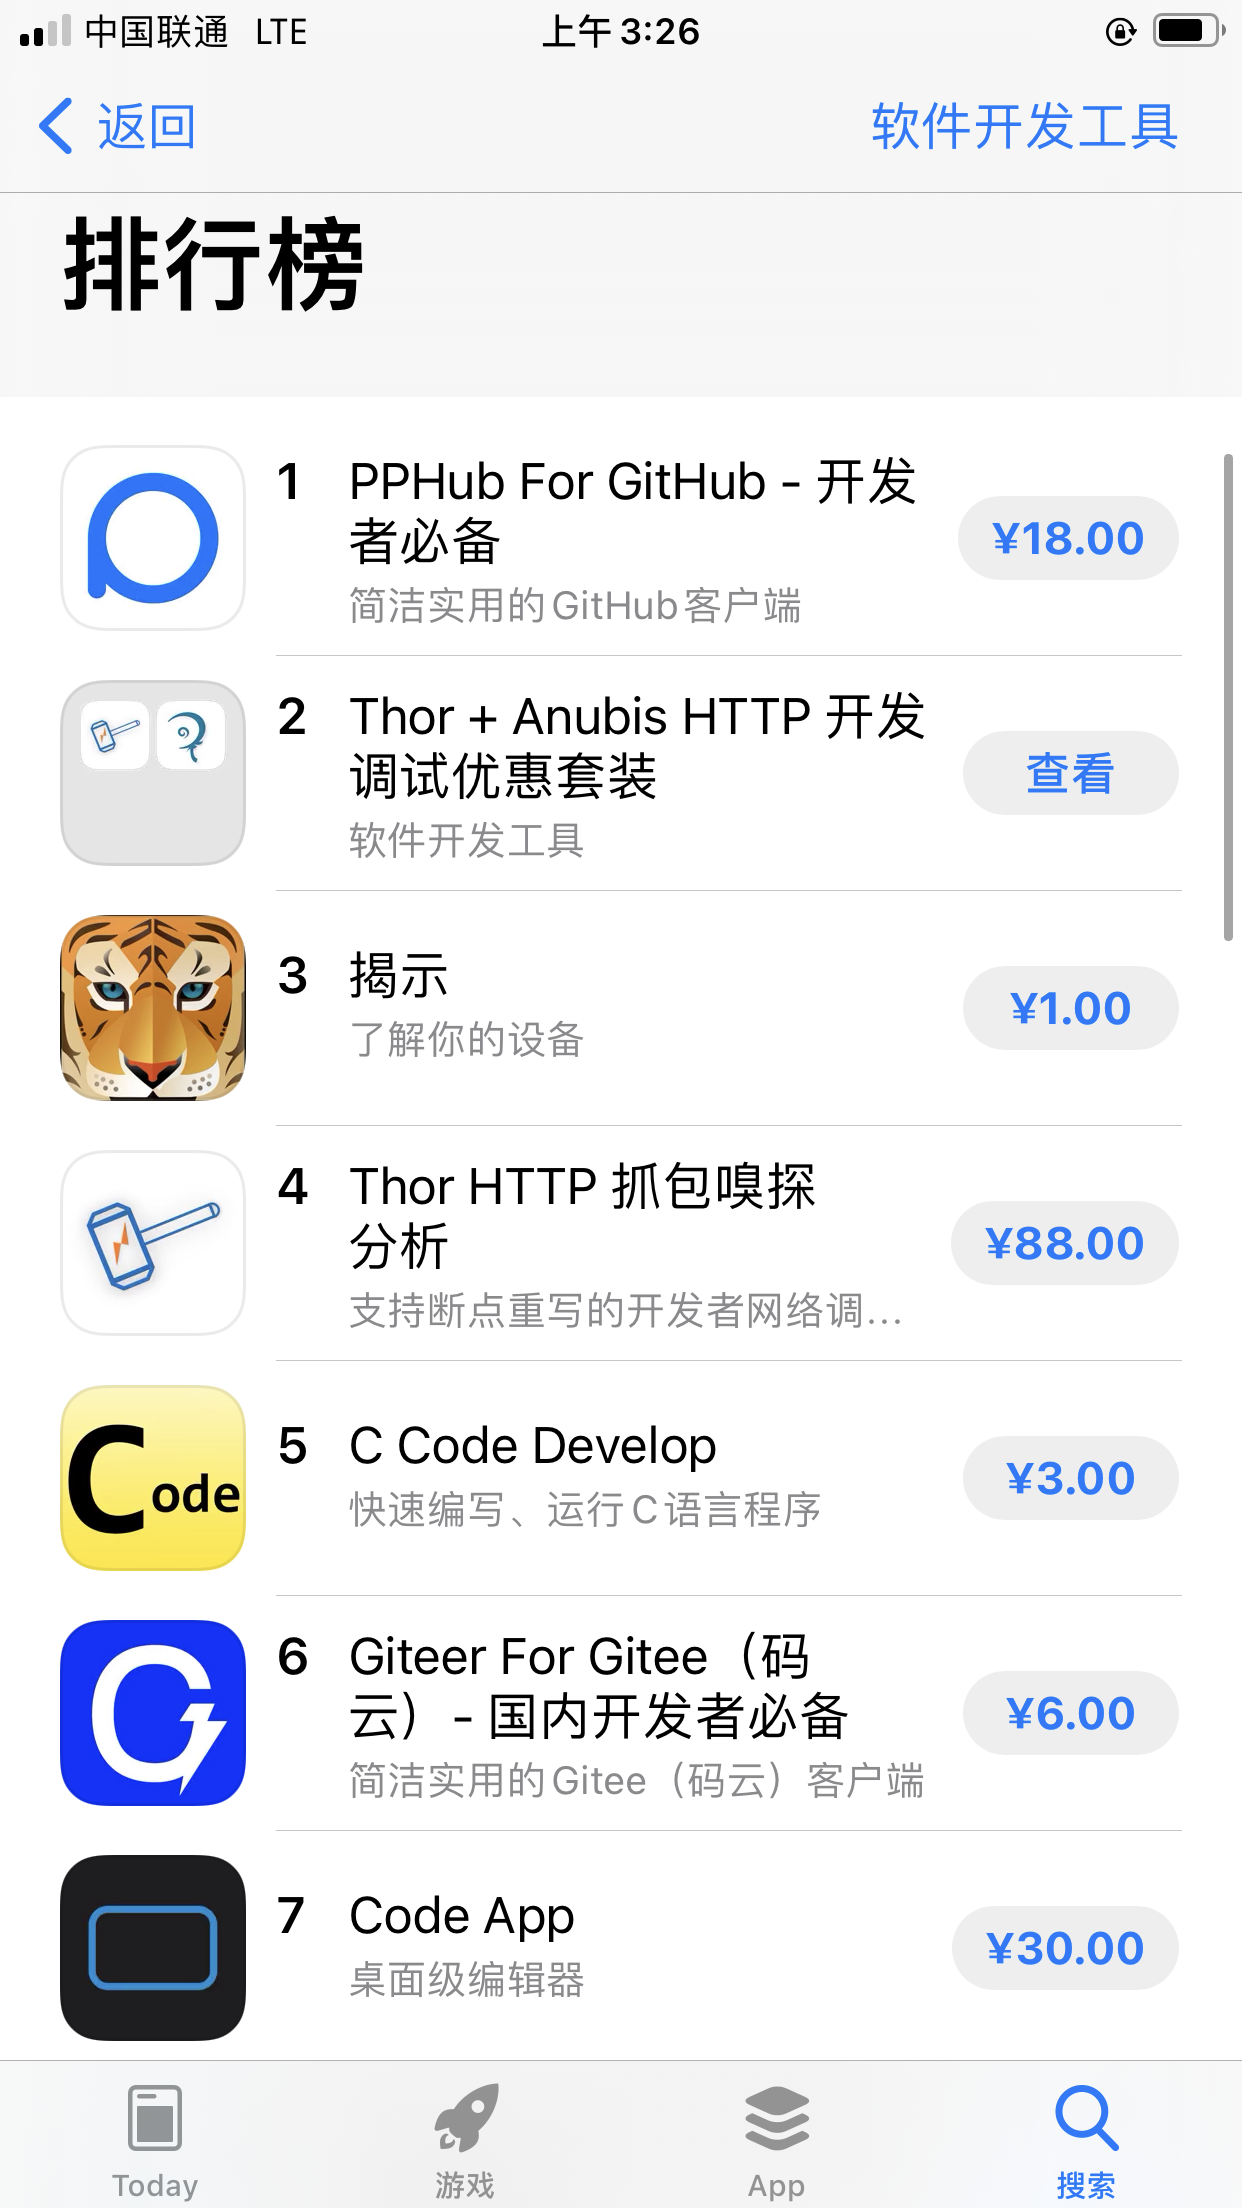 中国联通 LTE 上午 3:26
返回 软件开发工具
排行榜
1 PPHub For GitHub - 开发
者必备
简洁实用的GitHub客户端
¥18.00
2 Thor + Anubis HTTP 开发
调试优惠套装
软件开发工具
查看
3 揭示
了解你的设备
¥1.00
4 Thor HTTP 抓包嗅探
分析
支持断点重写的开发者网络调...
¥88.00
Code
5 C Code Develop
快速编写、运行C语言程序
¥3.00
6 Giteer For Gitee（码
云）- 国内开发者必备
简洁实用的Gitee（码云）客户端
¥6.00
7 Code App
桌面级编辑器
¥30.00
Today 游戏 App 搜索